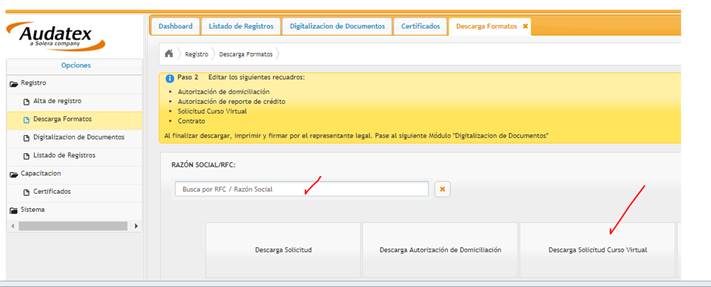 Audatex
a Solera company
Opciones
Registro
Alta de registro
Descarga Formatos
Digitalizacion de Documentos
Listado de Registros
Capacitacion
Certificados
Sistema
Dashboard
Listado de Registros
Digitalizacion de Documentos
Certificados
Descarga Formatos
Registro
Descarga Formatos
Paso 2 Editar los siguientes recuadros:
• Autorización de domiciliación
• Autorización de reporte de crédito
• Solicitud Curso Virtual
• Contrato
Al finalizar descargar, imprimir y firmar por el representante legal. Pase al siguiente Módulo "Digitalizacion de Documentos"
RAZÓN SOCIAL/RFC:
Busca por RFC / Razón Social
Descarga Solicitud
Descarga Autorización de Domiciliación
Descarga Solicitud Curso Virtual